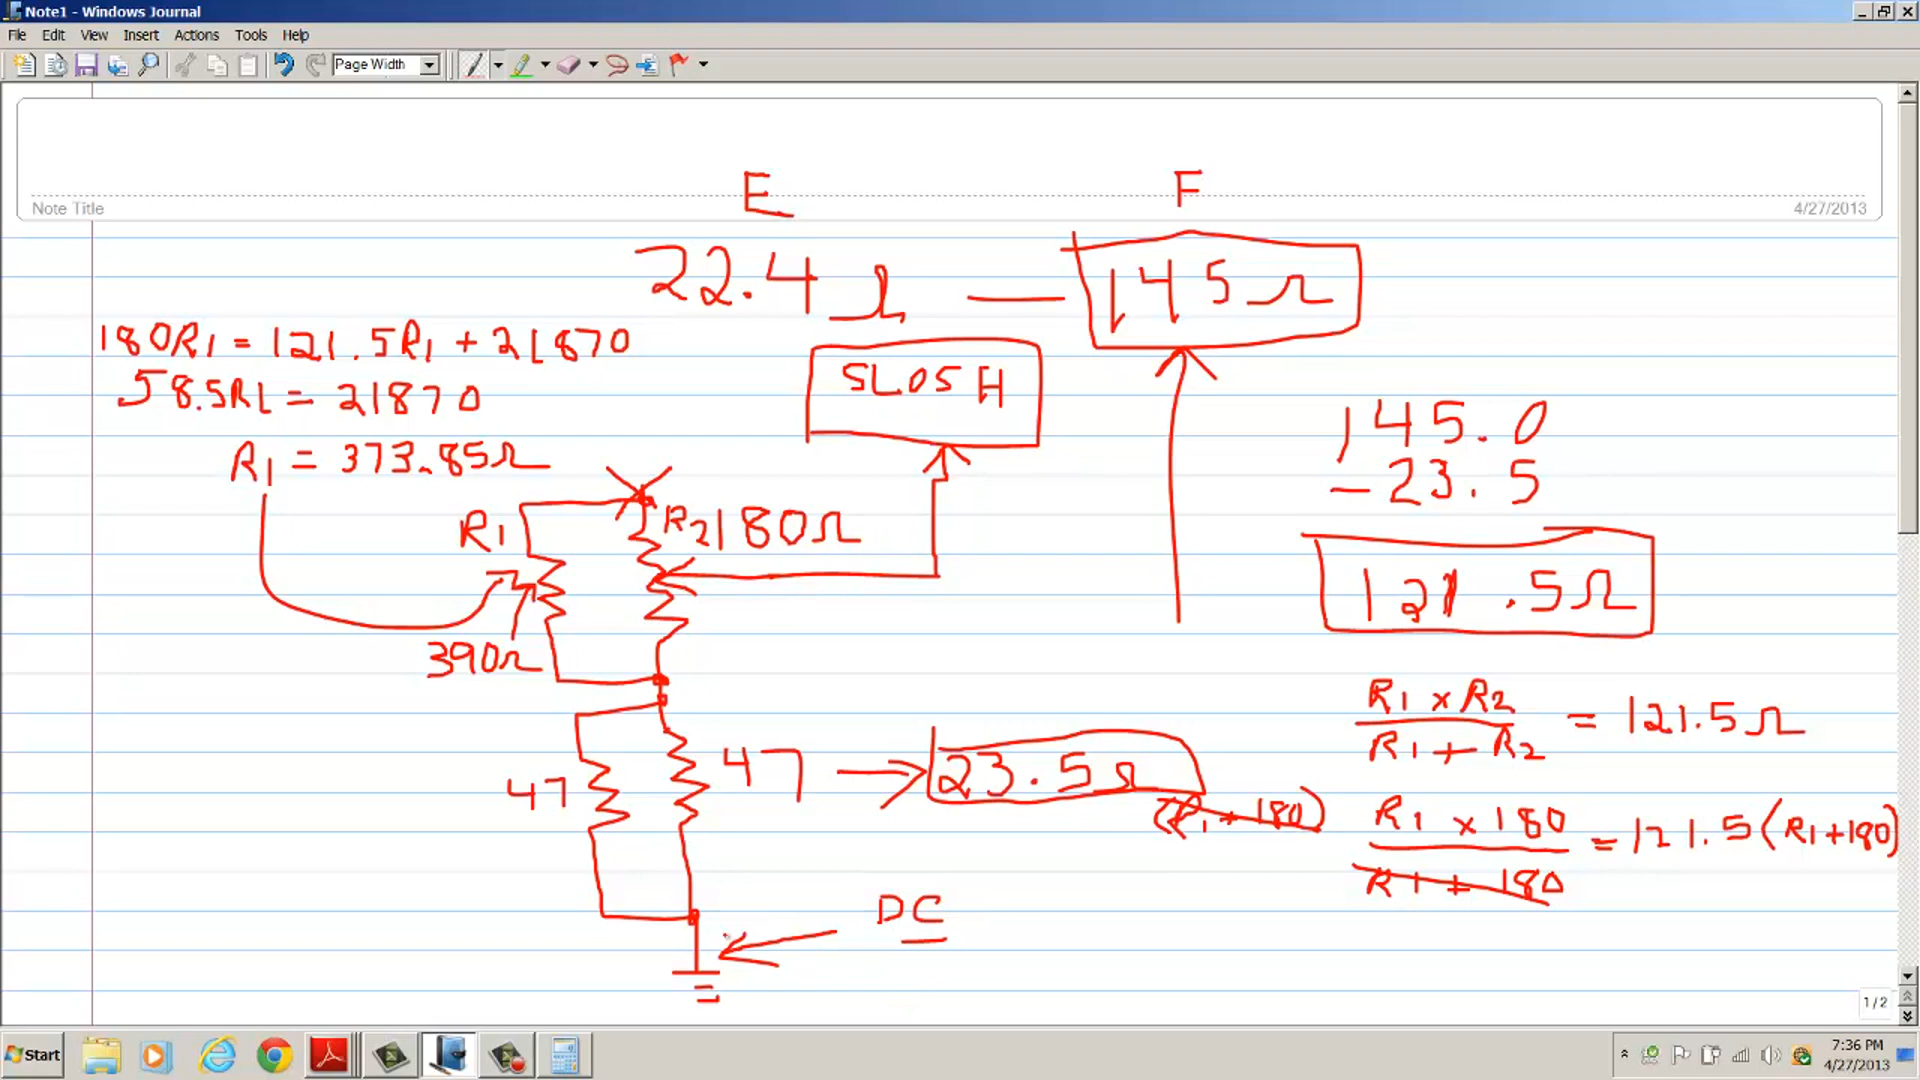 Note1 - Windows Journal
File Edit View Insert Actions Tools Help
Page Width
Note Title
4/27/2013
E F
22.4 Ω — 145Ω
180R1 = 121.5R1 + 21870
58.5R1 = 21870
R1 = 373.85Ω
SLOSH
145.0
- 23.5
121.5Ω
R1
R2 180Ω
390Ω
R1 x R2 = 121.5Ω
R1 + R2
47
47
23.5Ω
(R1 + 180)
R1 x 180 = 121.5(R1+180)
R1 + 180
DC
1/2
Start
7:36 PM
4/27/2013